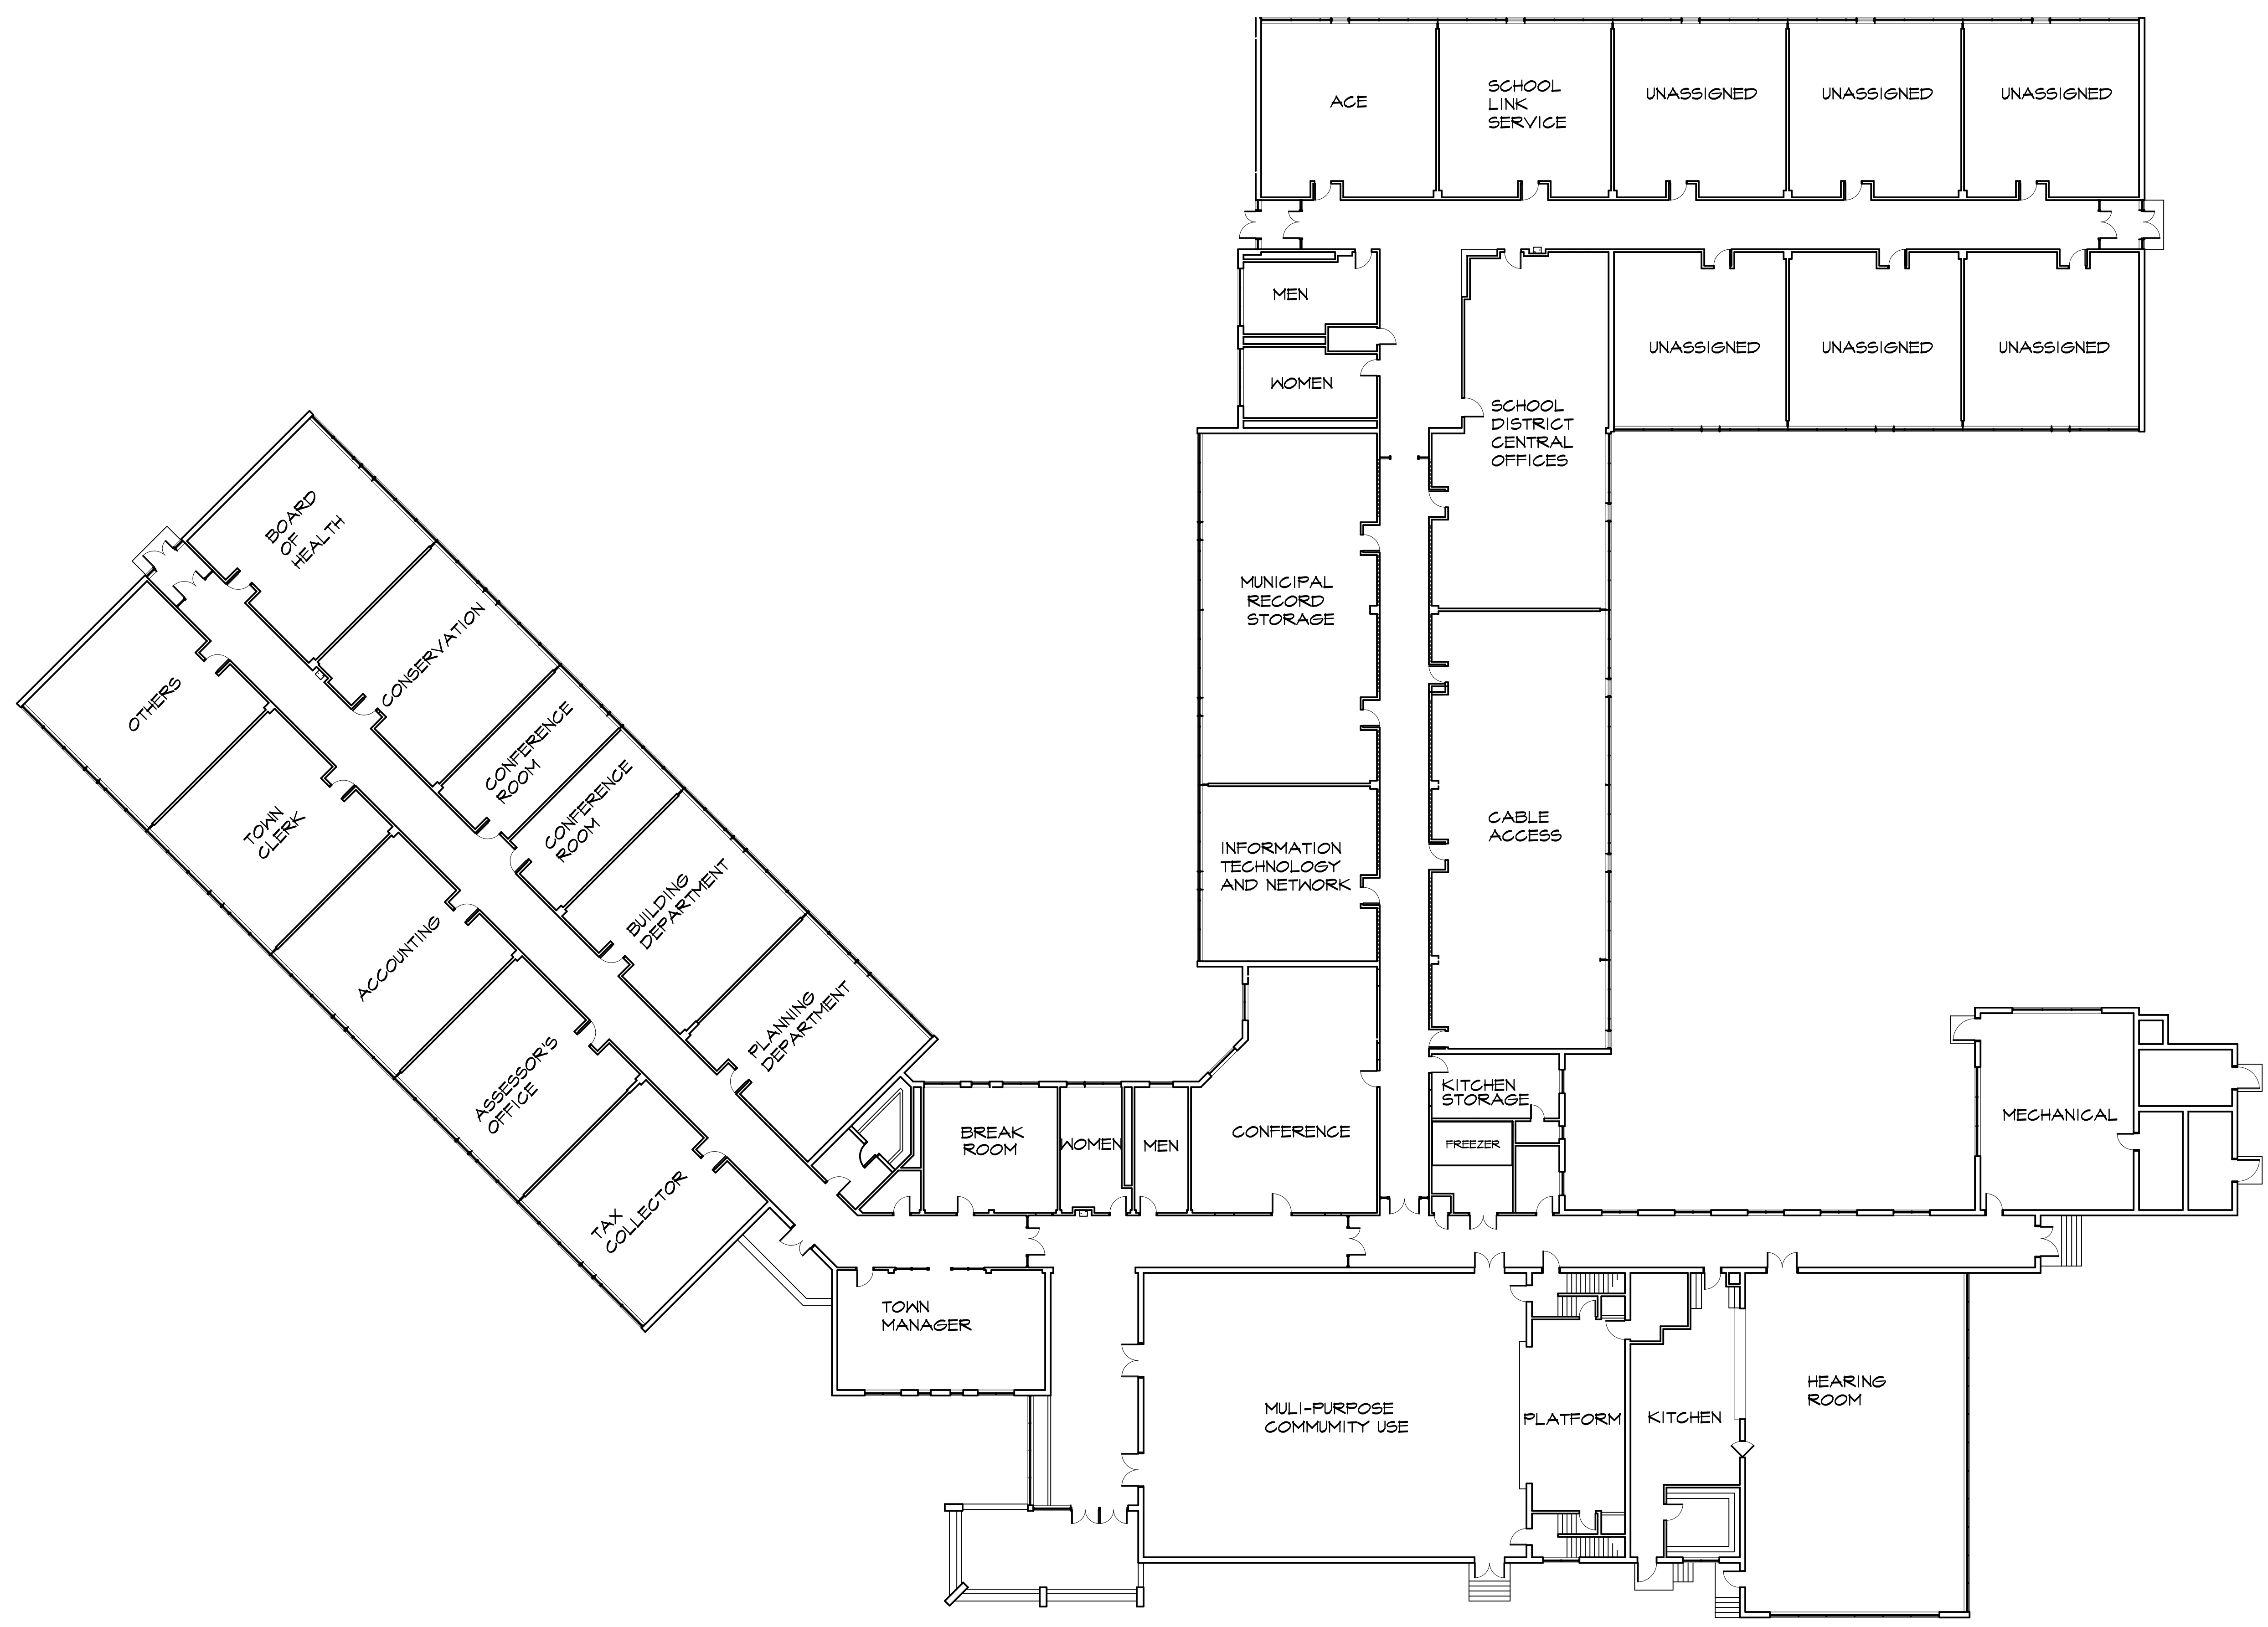 ACE
SCHOOL
LINK
SERVICE
UNASSIGNED
UNASSIGNED
UNASSIGNED
MEN
WOMEN
SCHOOL
DISTRICT
CENTRAL
OFFICES
UNASSIGNED
UNASSIGNED
UNASSIGNED
BOARD
OF
HEALTH
CONSERVATION
CONFERENCE
ROOM
CONFERENCE
ROOM
BUILDING
DEPARTMENT
PLANNING
DEPARTMENT
OTHERS
TOWN
CLERK
ACCOUNTING
ASSESSOR'S
OFFICE
TAX
COLLECTOR
MUNICIPAL
RECORD
STORAGE
INFORMATION
TECHNOLOGY
AND NETWORK
CABLE
ACCESS
BREAK
ROOM
WOMEN
MEN
CONFERENCE
KITCHEN
STORAGE
FREEZER
MECHANICAL
TOWN
MANAGER
MULI-PURPOSE
COMMUMITY USE
PLATFORM
KITCHEN
HEARING
ROOM